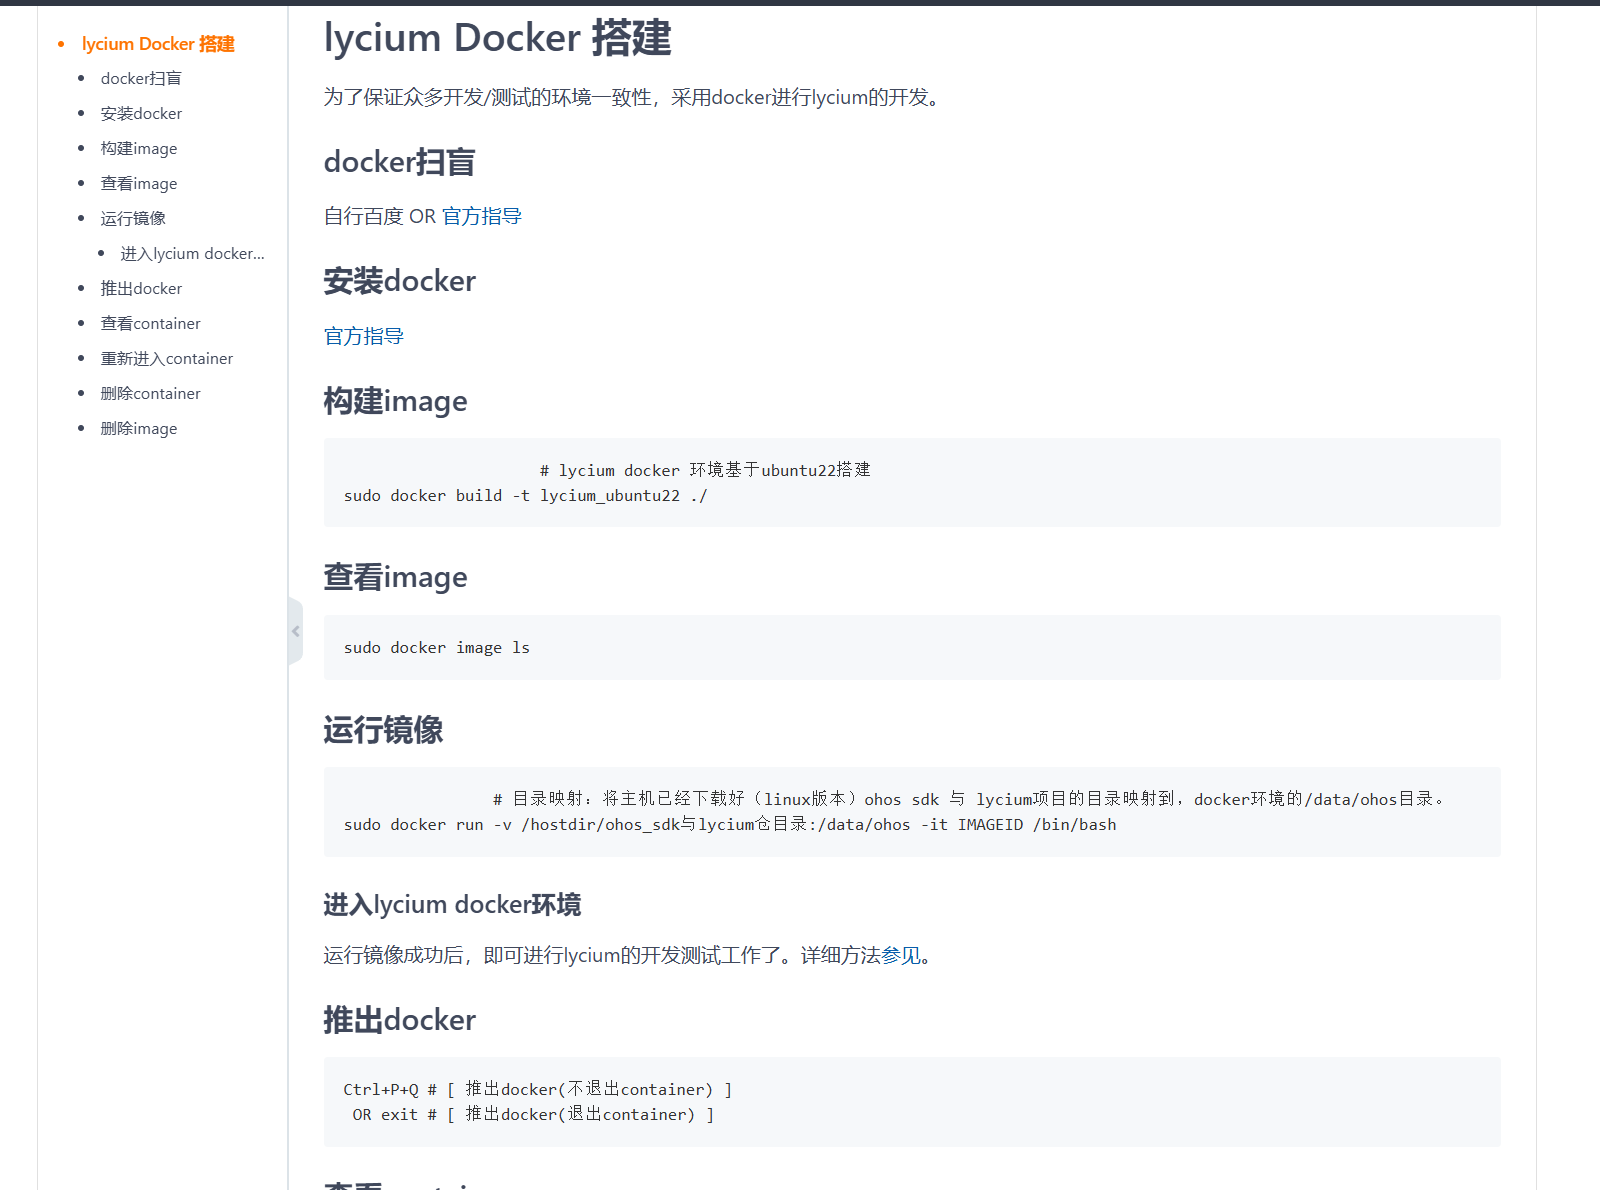 lycium Docker 搭建
docker扫盲
安装docker
构建image
查看image
运行镜像
进入lycium docker...
推出docker
查看container
重新进入container
删除container
删除image
lycium Docker 搭建
为了保证众多开发/测试的环境一致性，采用docker进行lycium的开发。
docker扫盲
自行百度 OR 官方指导
安装docker
官方指导
构建image
# lycium docker 环境基于ubuntu22搭建
sudo docker build -t lycium_ubuntu22 ./
查看image
sudo docker image ls
运行镜像
# 目录映射：将主机已经下载好（linux版本）ohos sdk 与 lycium项目的目录映射到，docker环境的/data/ohos目录。
sudo docker run -v /hostdir/ohos_sdk与lycium仓目录:/data/ohos -it IMAGEID /bin/bash
进入lycium docker环境
运行镜像成功后，即可进行lycium的开发测试工作了。详细方法参见。
推出docker
Ctrl+P+Q # [ 推出docker(不退出container) ]
OR exit # [ 推出docker(退出container) ]